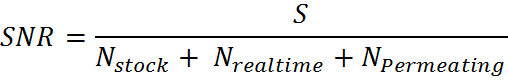 SNR = S / (N_stock + N_realtime + N_Permeating)